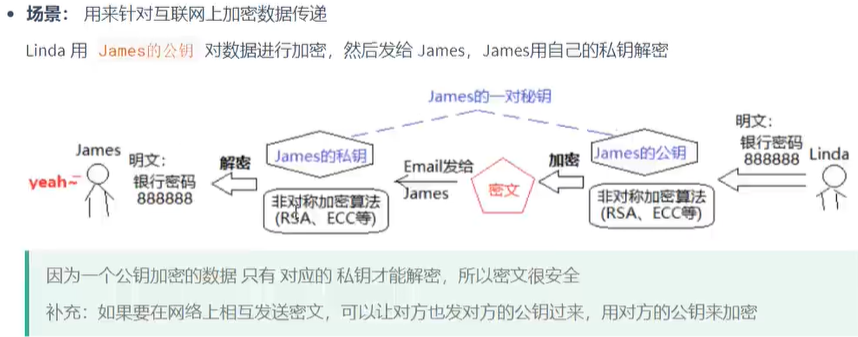 场景： 用来针对互联网上加密数据传递
Linda 用 James的公钥 对数据进行加密，然后发给 James，James用自己的私钥解密
James的一对秘钥
James
明文：
银行密码
888888
yeah~
解密
James的私钥
非对称加密算法
(RSA、ECC等)
Email发给
James
密文
加密
James的公钥
非对称加密算法
(RSA、ECC等)
明文：
银行密码
888888
Linda
因为一个公钥加密的数据 只有 对应的 私钥才能解密，所以密文很安全
补充：如果要在网络上相互发送密文，可以让对方也发对方的公钥过来，用对方的公钥来加密